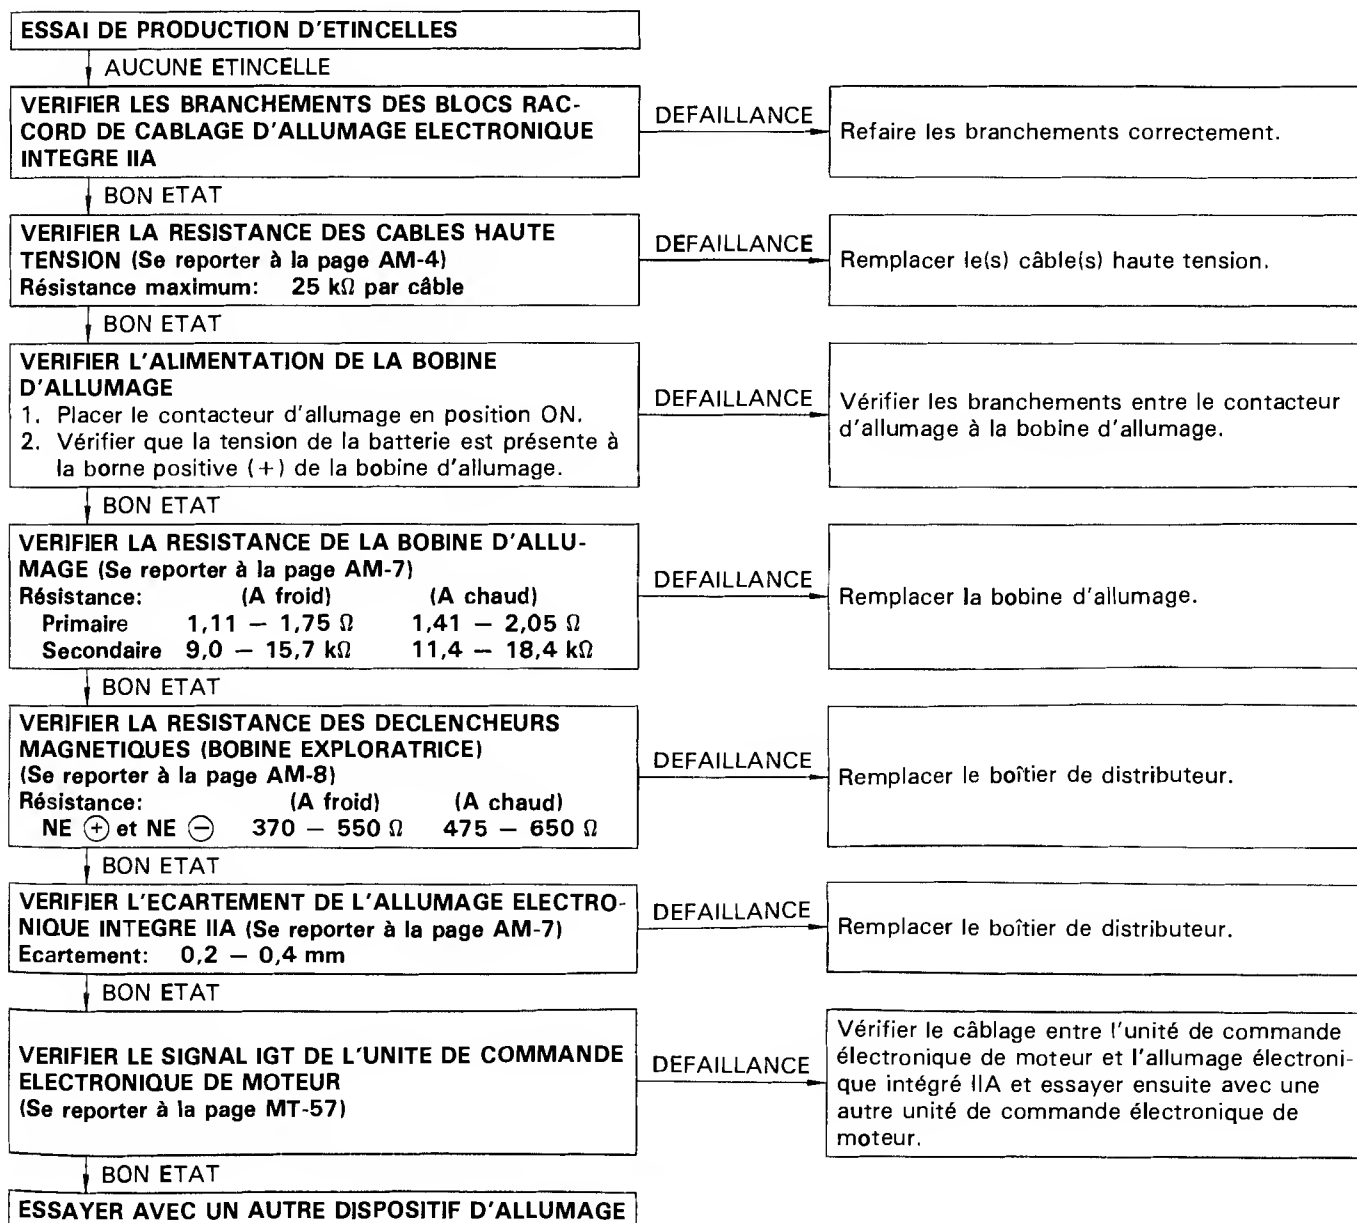 ESSAI DE PRODUCTION D'ETINCELLES
AUCUNE ETINCELLE
VERIFIER LES BRANCHEMENTS DES BLOCS RAC-
CORD DE CABLAGE D'ALLUMAGE ELECTRONIQUE
INTEGRE IIA
DEFAILLANCE
Refaire les branchements correctement.
BON ETAT
VERIFIER LA RESISTANCE DES CABLES HAUTE
TENSION (Se reporter à la page AM-4)
Résistance maximum: 25 kΩ par câble
DEFAILLANCE
Remplacer le(s) câble(s) haute tension.
BON ETAT
VERIFIER L'ALIMENTATION DE LA BOBINE
D'ALLUMAGE
1. Placer le contacteur d'allumage en position ON.
2. Vérifier que la tension de la batterie est présente à
la borne positive (+) de la bobine d'allumage.
DEFAILLANCE
Vérifier les branchements entre le contacteur
d'allumage à la bobine d'allumage.
BON ETAT
VERIFIER LA RESISTANCE DE LA BOBINE D'ALLU-
MAGE (Se reporter à la page AM-7)
Résistance: (A froid) (A chaud)
Primaire 1,11 — 1,75 Ω 1,41 — 2,05 Ω
Secondaire 9,0 — 15,7 kΩ 11,4 — 18,4 kΩ
DEFAILLANCE
Remplacer la bobine d'allumage.
BON ETAT
VERIFIER LA RESISTANCE DES DECLENCHEURS
MAGNETIQUES (BOBINE EXPLORATRICE)
(Se reporter à la page AM-8)
Résistance: (A froid) (A chaud)
NE ⊕ et NE ⊖ 370 — 550 Ω 475 — 650 Ω
DEFAILLANCE
Remplacer le boîtier de distributeur.
BON ETAT
VERIFIER L'ECARTEMENT DE L'ALLUMAGE ELECTRO-
NIQUE INTEGRE IIA (Se reporter à la page AM-7)
Ecartement: 0,2 — 0,4 mm
DEFAILLANCE
Remplacer le boîtier de distributeur.
BON ETAT
VERIFIER LE SIGNAL IGT DE L'UNITE DE COMMANDE
ELECTRONIQUE DE MOTEUR
(Se reporter à la page MT-57)
DEFAILLANCE
Vérifier le câblage entre l'unité de commande
électronique de moteur et l'allumage électroni-
que intégré IIA et essayer ensuite avec une
autre unité de commande électronique de
moteur.
BON ETAT
ESSAYER AVEC UN AUTRE DISPOSITIF D'ALLUMAGE